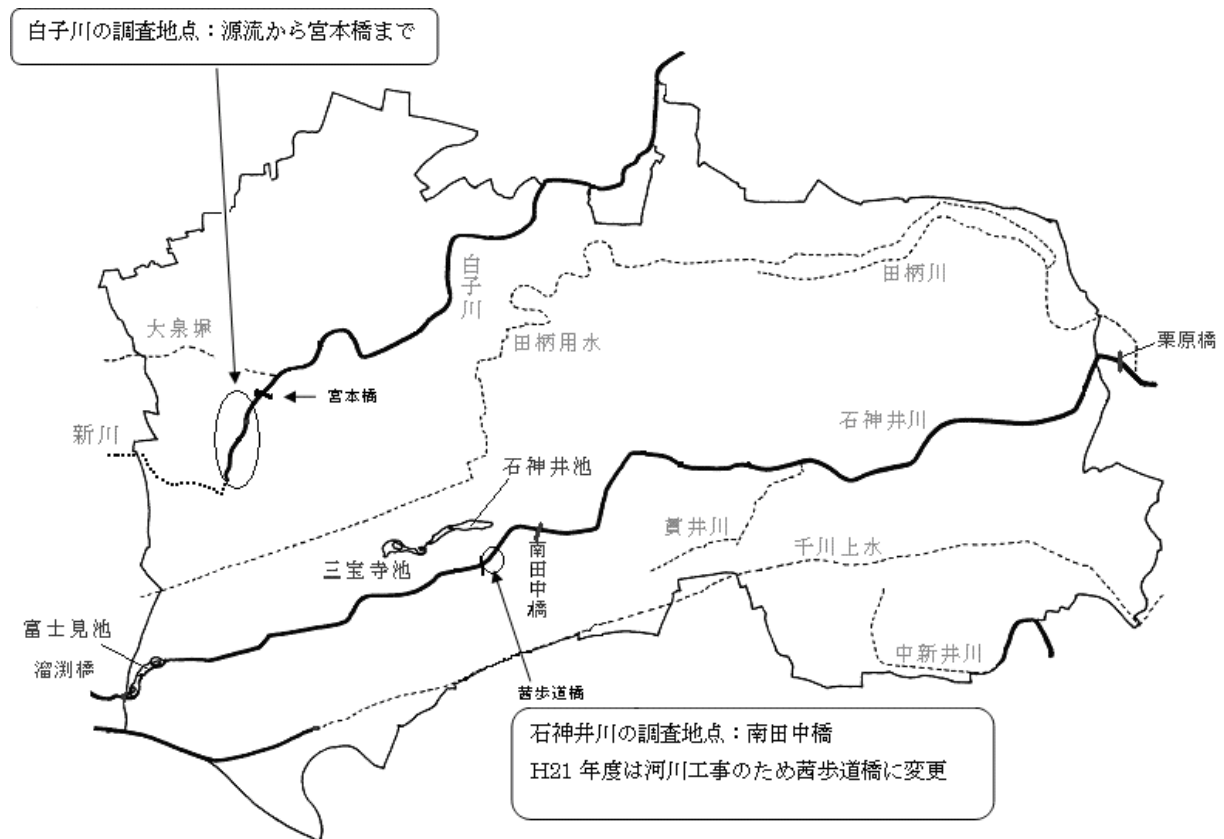 白子川の調査地点：源流から宮本橋まで
白子川
大泉堀
田柄用水
田柄川
栗原橋
宮本橋
石神井川
新川
石神井池
貫井川
千川上水
三宝寺池
南田中橋
富士見池
溜渕橋
中新井川
茜歩道橋
石神井川の調査地点：南田中橋
H21 年度は河川工事のため茜歩道橋に変更